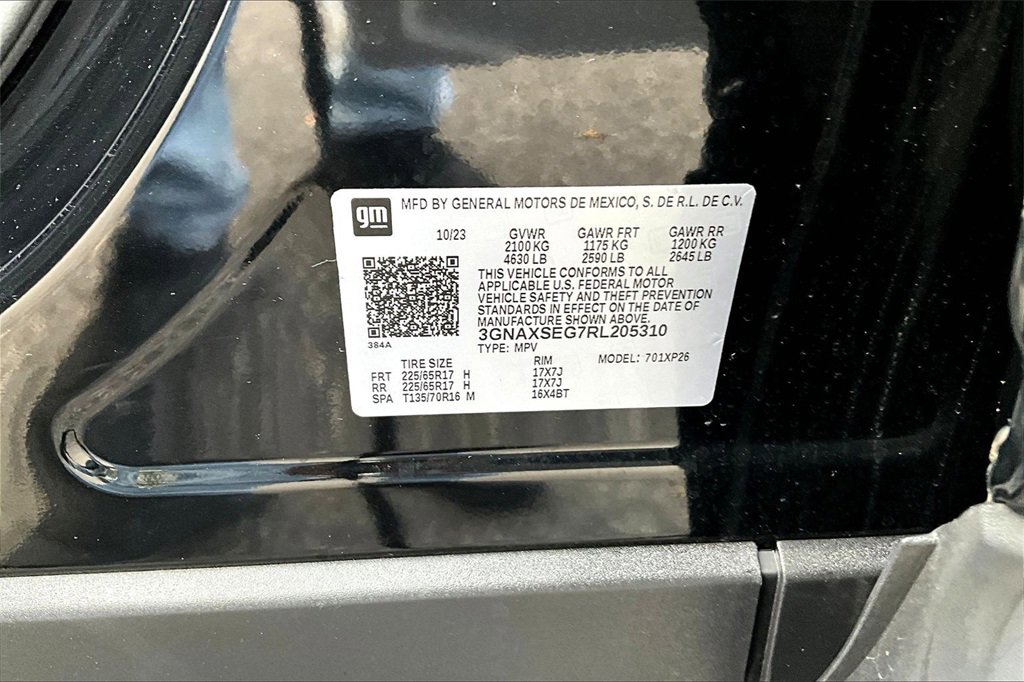 gm
MFD BY GENERAL MOTORS DE MEXICO, S. DE R.L. DE C.V.
10/23 GVWR GAWR FRT GAWR RR
2100 KG 1175 KG 1200 KG
4630 LB 2590 LB 2645 LB
THIS VEHICLE CONFORMS TO ALL
APPLICABLE U.S. FEDERAL MOTOR
VEHICLE SAFETY AND THEFT PREVENTION
STANDARDS IN EFFECT ON THE DATE OF
MANUFACTURE SHOWN ABOVE.
384A
3GNAXSEG7RL205310
TYPE: MPV MODEL: 701XP26
TIRE SIZE RIM
FRT 225/65R17 H 17X7J
RR 225/65R17 H 17X7J
SPA T135/70R16 M 16X4BT